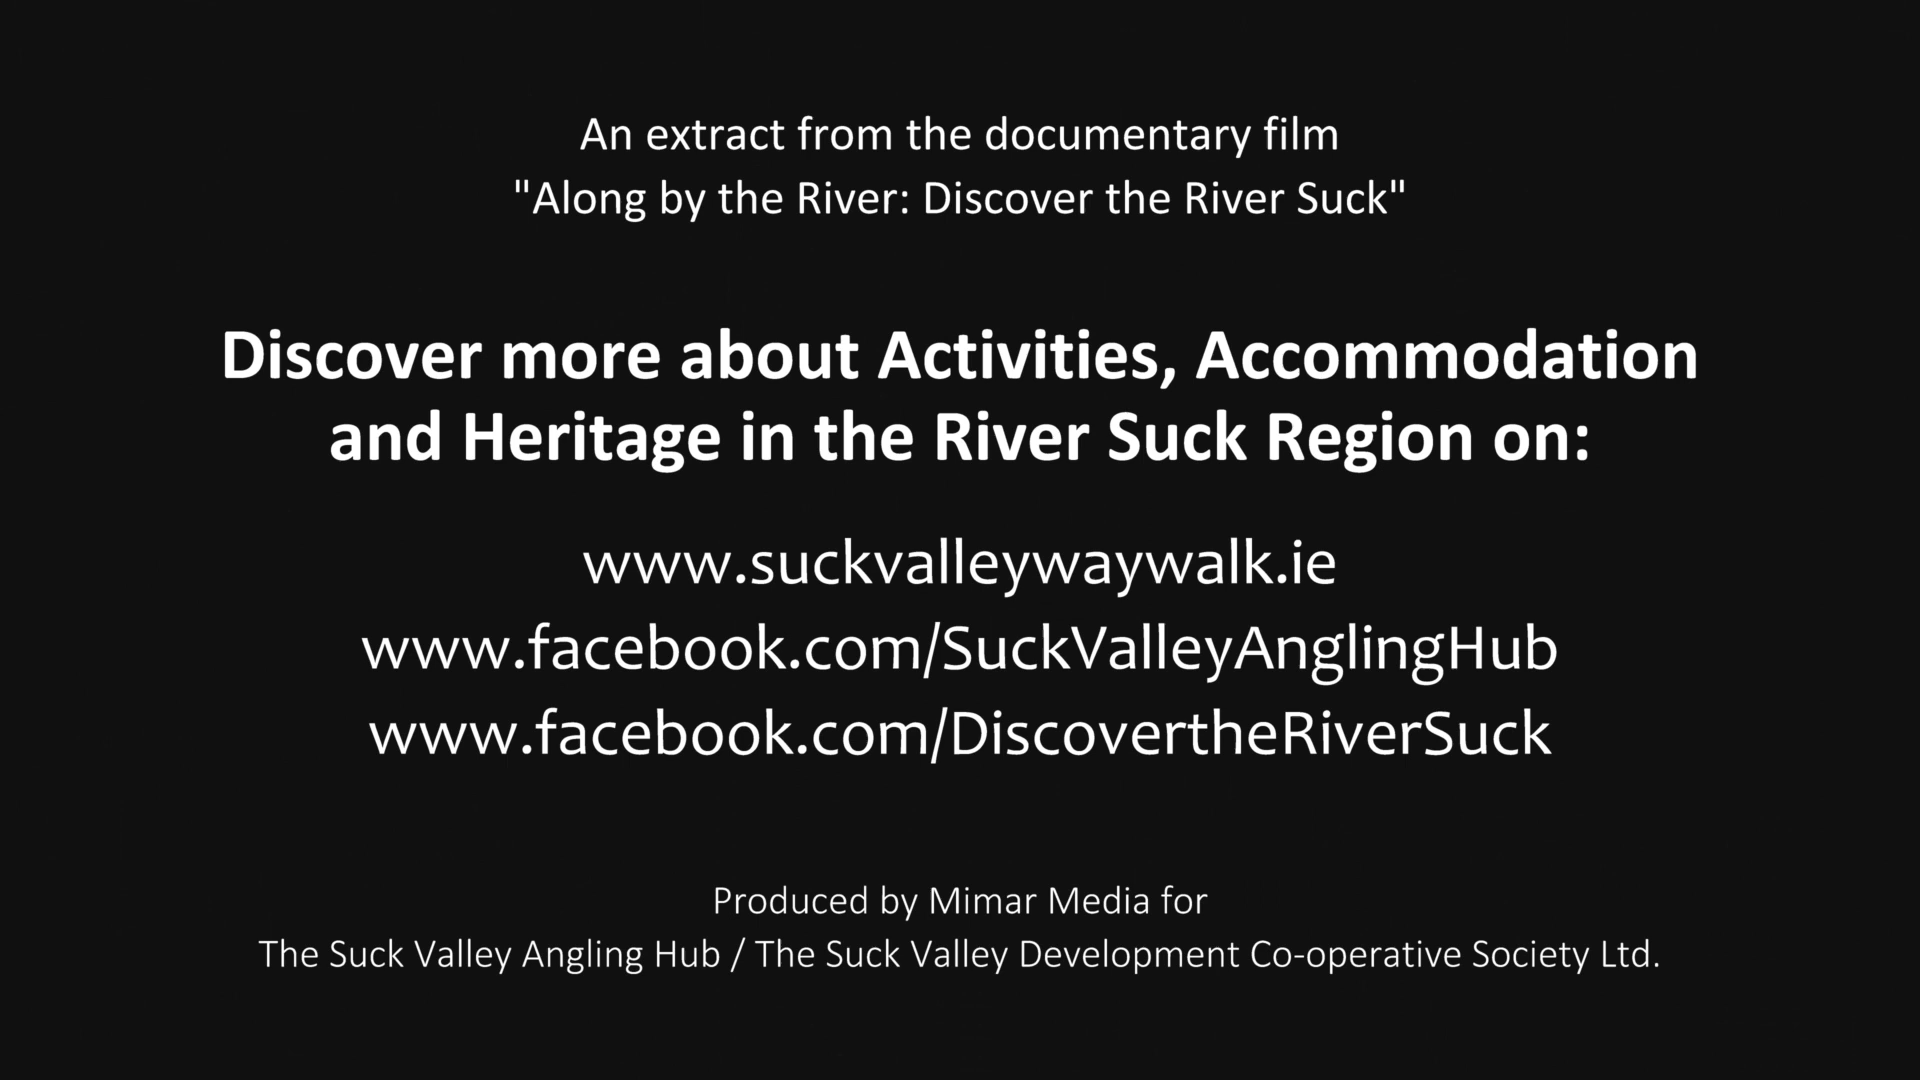 An extract from the documentary film
"Along by the River: Discover the River Suck"
Discover more about Activities, Accommodation
and Heritage in the River Suck Region on:
www.suckvalleywaywalk.ie
www.facebook.com/SuckValleyAnglingHub
www.facebook.com/DiscovertheRiverSuck
Produced by Mimar Media for
The Suck Valley Angling Hub / The Suck Valley Development Co-operative Society Ltd.